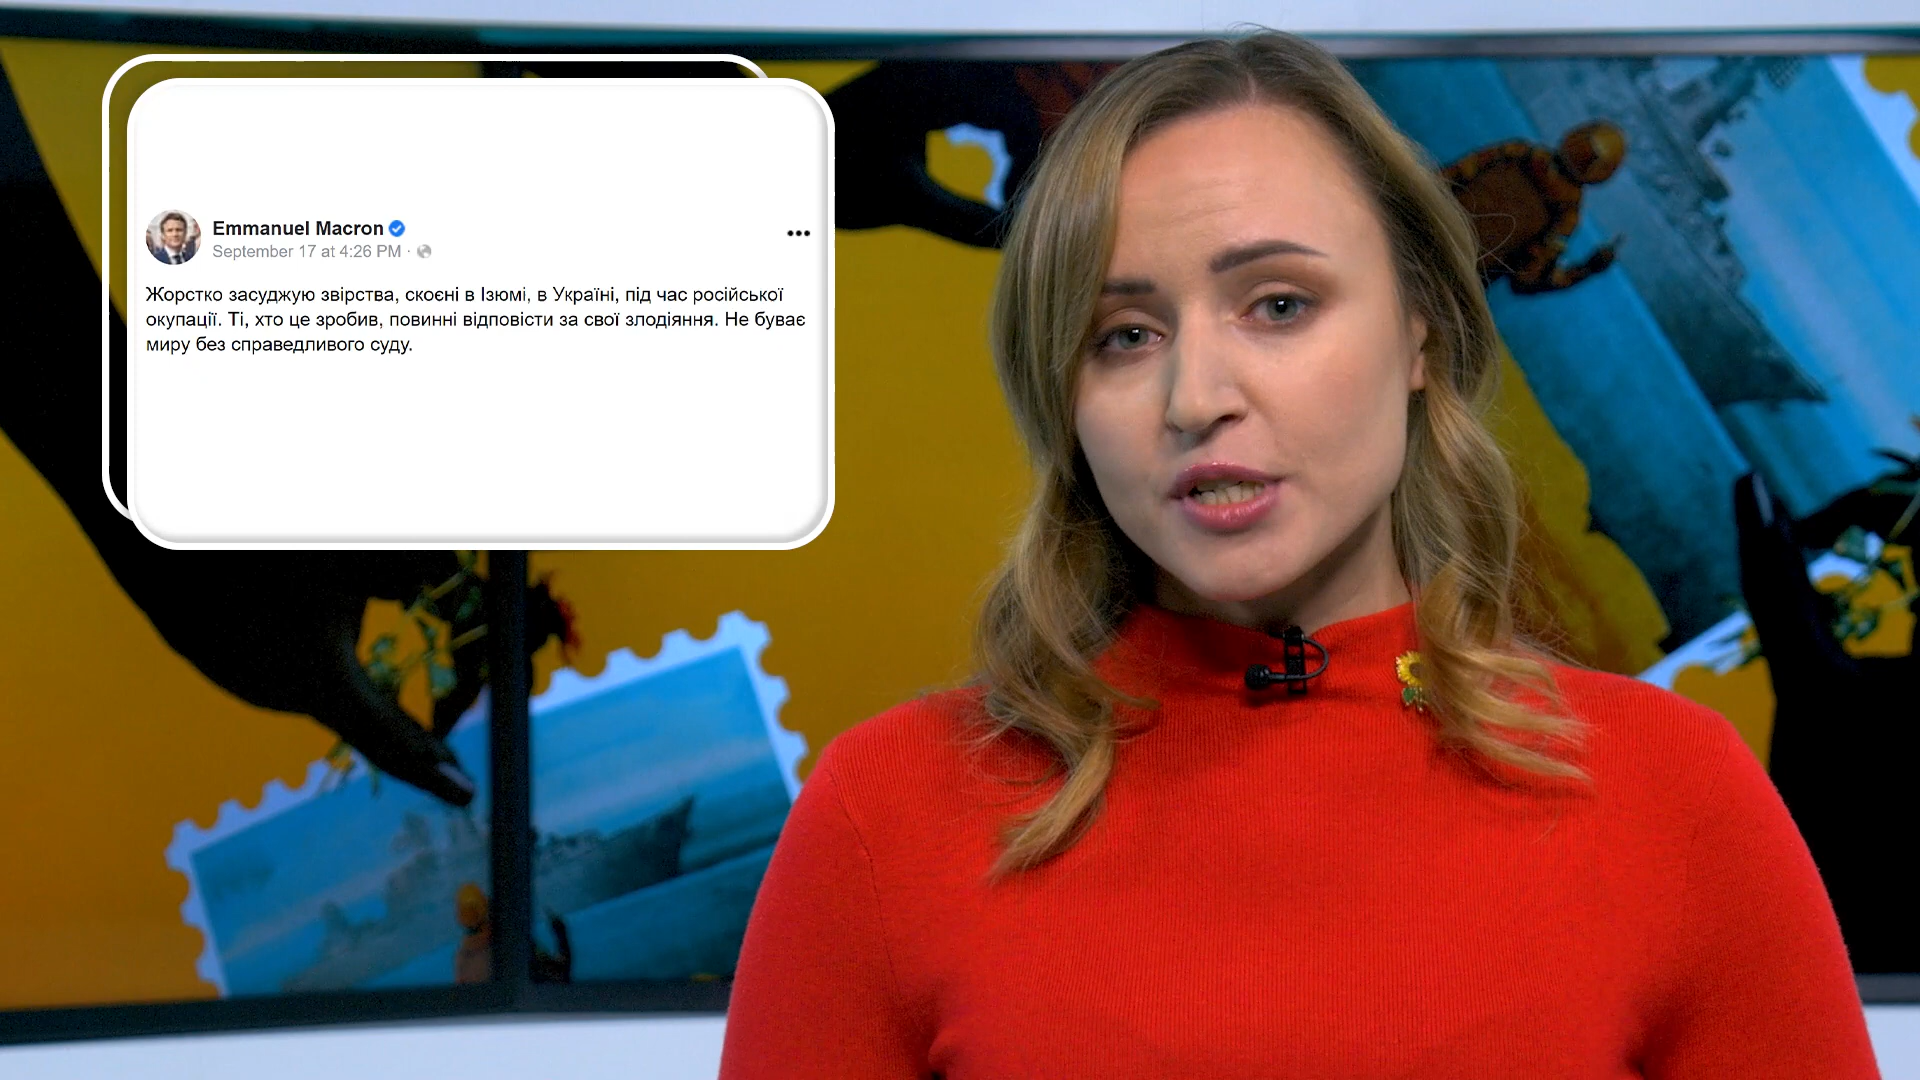 Emmanuel Macron
September 17 at 4:26 PM ·
Жорстко засуджую звірства, скоєні в Ізюмі, в Україні, під час російської
окупації. Ті, хто це зробив, повинні відповісти за свої злодіяння. Не буває
миру без справедливого суду.